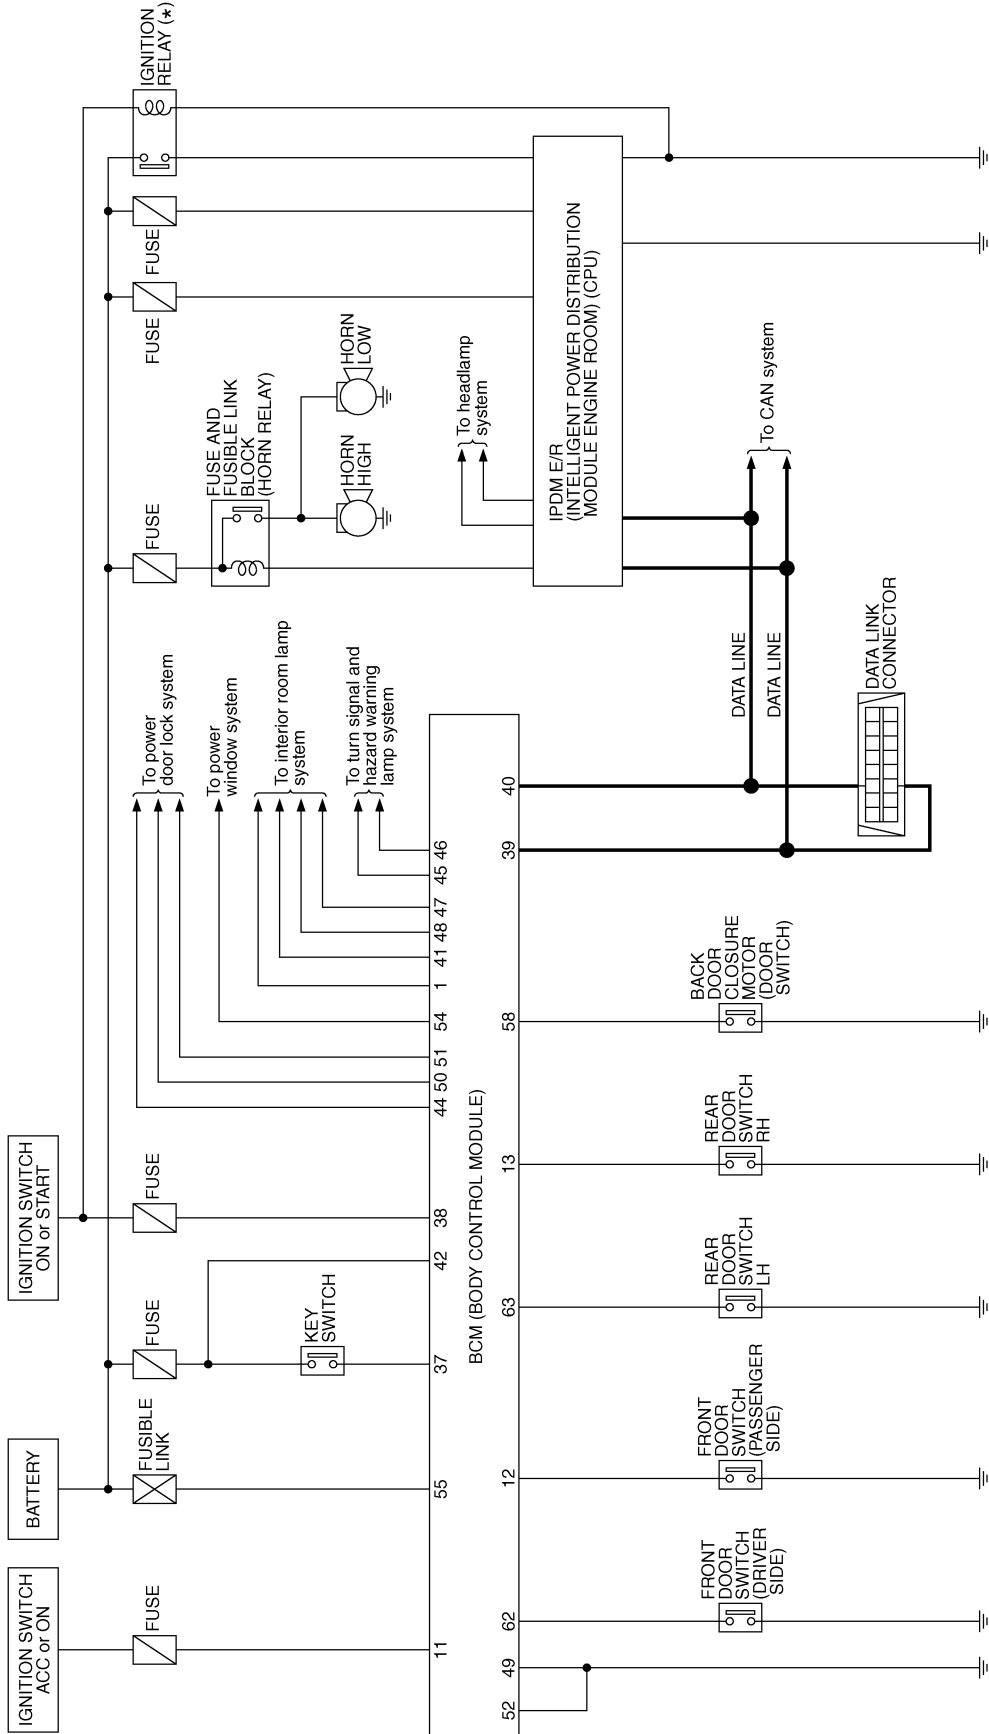 IGNITION SWITCH
ACC or ON
BATTERY
IGNITION SWITCH
ON or START
FUSE
FUSIBLE
LINK
FUSE
FUSE
FUSE
FUSE
FUSE
IGNITION
RELAY (*)
KEY
SWITCH
To power
door lock system
To power
window system
To interior room lamp
system
To turn signal and
hazard warning
lamp system
FUSE AND
FUSIBLE LINK
BLOCK
(HORN RELAY)
HORN
HIGH
HORN
LOW
To headlamp
system
11
55
37
42
38
44
50
51
54
1
41
48
47
45
46
BCM (BODY CONTROL MODULE)
IPDM E/R
(INTELLIGENT POWER DISTRIBUTION
MODULE ENGINE ROOM) (CPU)
52
49
62
12
63
13
58
39
40
FRONT
DOOR
SWITCH
(DRIVER
SIDE)
FRONT
DOOR
SWITCH
(PASSENGER
SIDE)
REAR
DOOR
SWITCH
LH
REAR
DOOR
SWITCH
RH
BACK
DOOR
CLOSURE
MOTOR
(DOOR
SWITCH)
DATA LINE
DATA LINE
To CAN system
DATA LINK
CONNECTOR